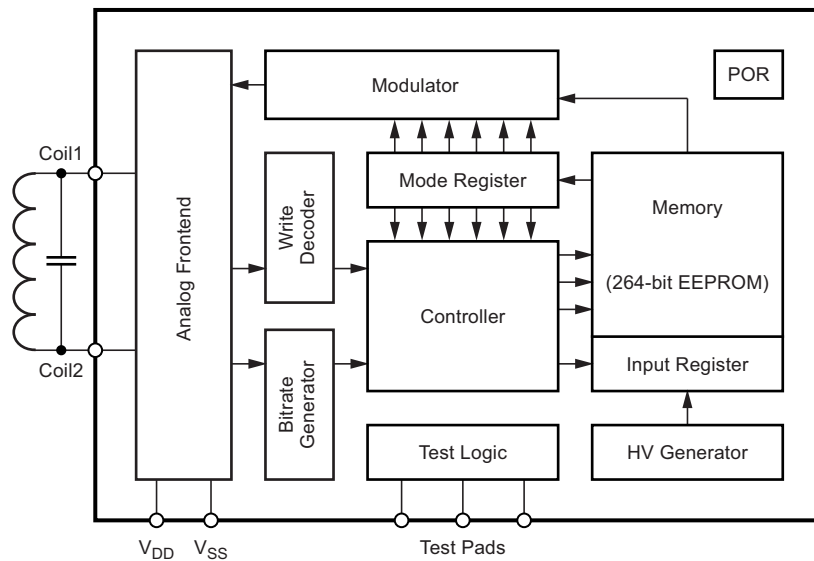 Modulator
POR
Coil1
Mode Register
Memory
Write
Decoder
Analog Frontend
(264-bit EEPROM)
Controller
Coil2
Input Register
Bitrate
Generator
Test Logic
HV Generator
VDD
VSS
Test Pads